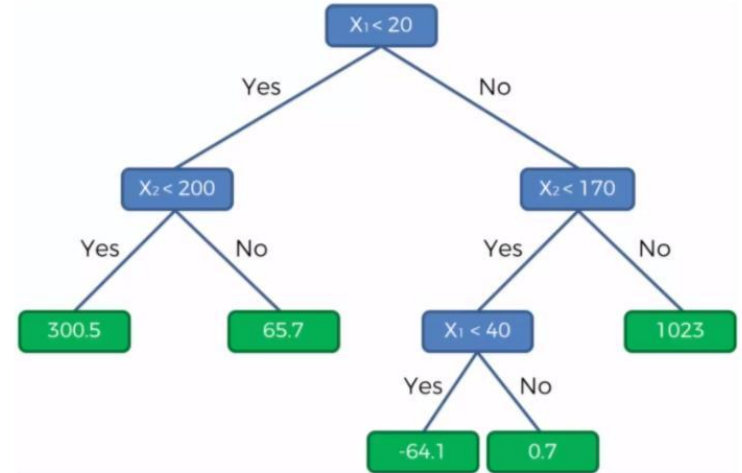 X₁ < 20
Yes
No
X₂ < 200
X₂ < 170
Yes
No
Yes
No
300.5
65.7
X₁ < 40
1023
Yes
No
-64.1
0.7